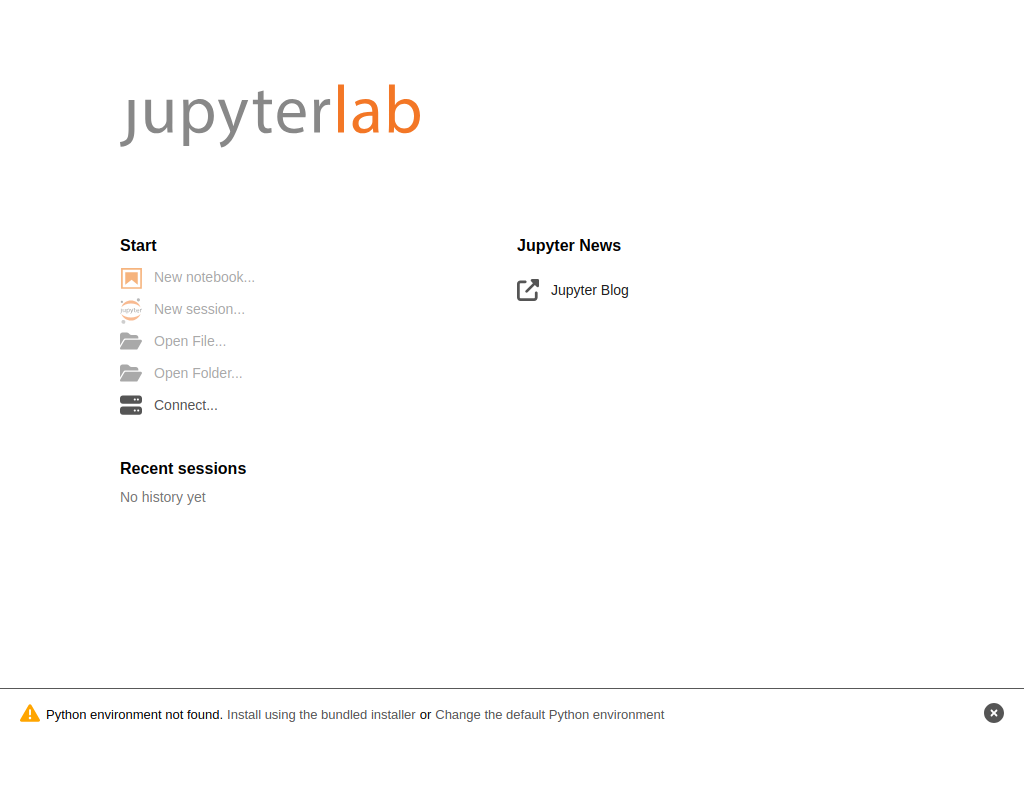 jupyterlab
Start
New notebook...
jupyter
New session...
Open File...
Open Folder...
Connect...
Recent sessions
No history yet
Jupyter News
Jupyter Blog
Python environment not found. Install using the bundled installer or Change the default Python environment